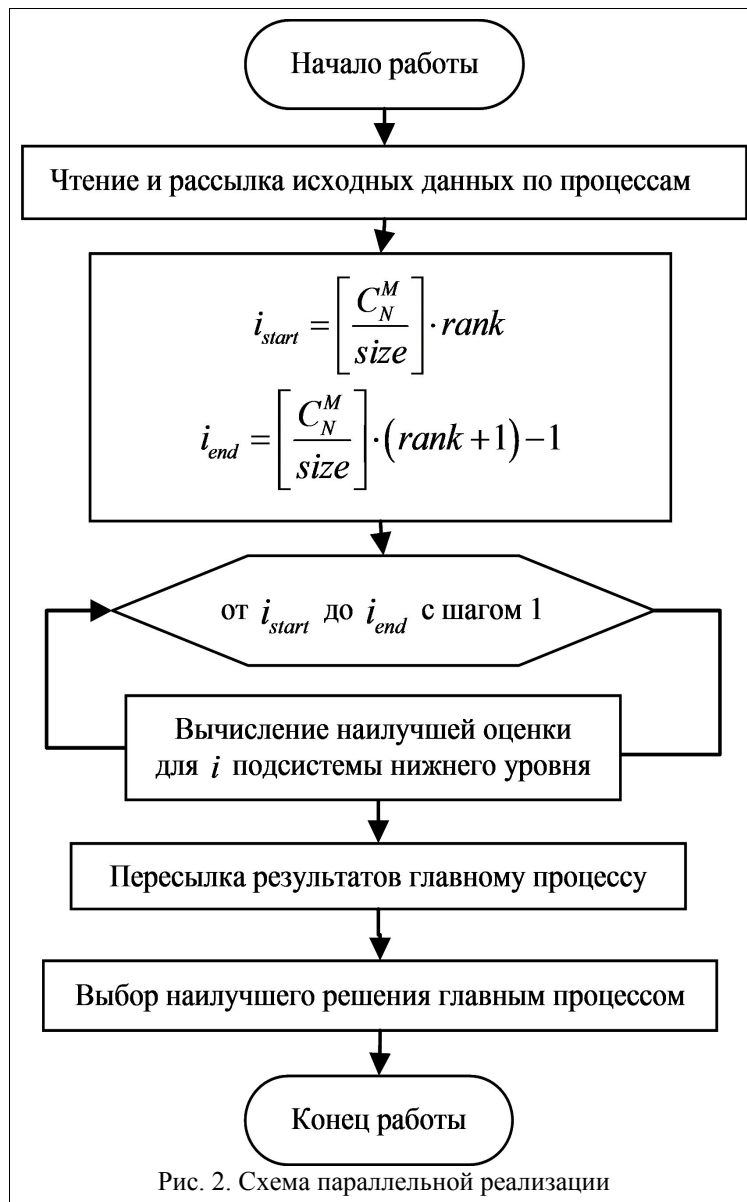 Начало работы
Чтение и рассылка исходных данных по процессам
i_start = [C_N^M / size] · rank
i_end = [C_N^M / size] · (rank + 1) − 1
от i_start до i_end с шагом 1
Вычисление наилучшей оценки
для i подсистемы нижнего уровня
Пересылка результатов главному процессу
Выбор наилучшего решения главным процессом
Конец работы
Рис. 2. Схема параллельной реализации